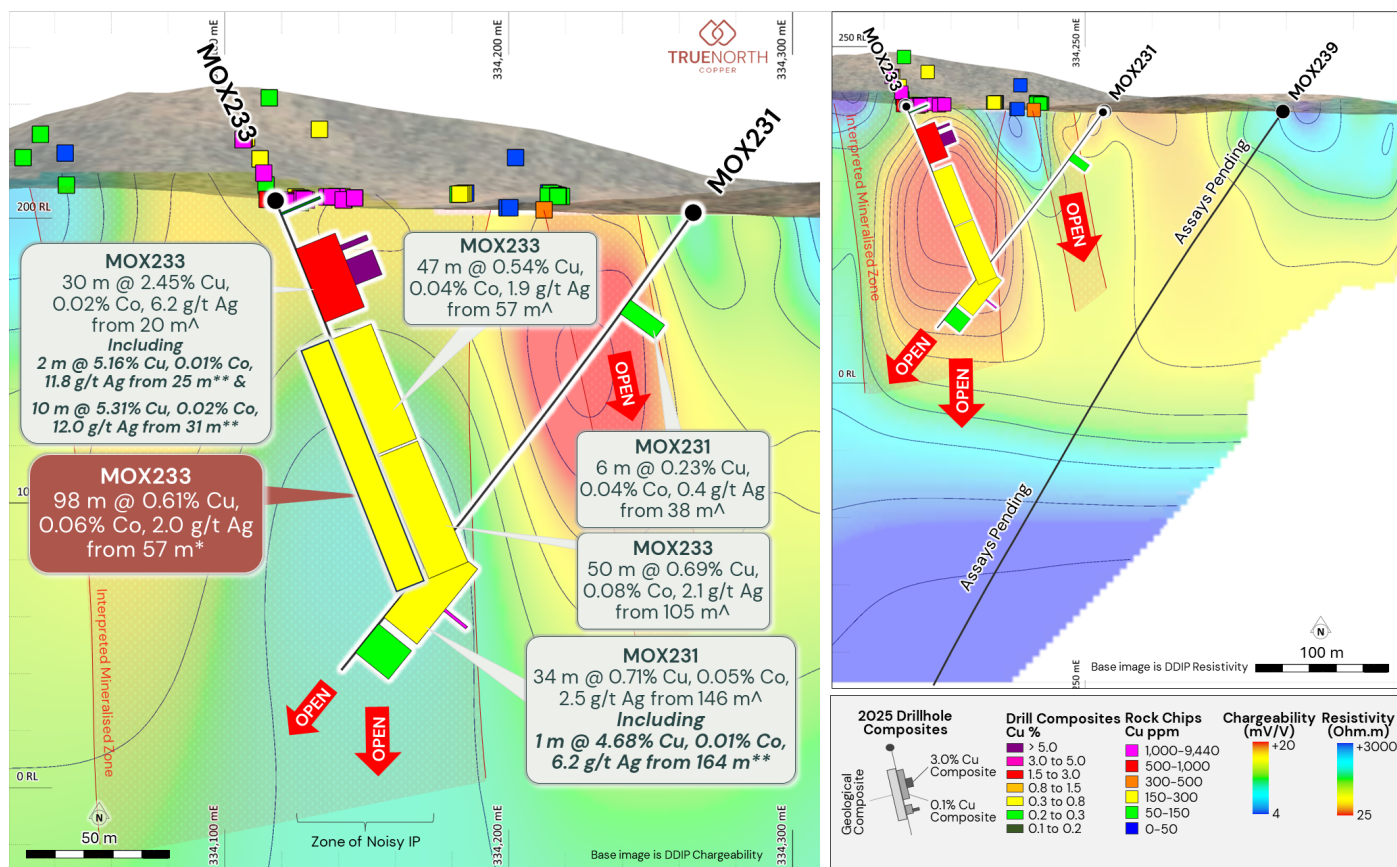 334,200 mE
334,300 mE
TRUENORTH
COPPER
MOX233
MOX231
200 RL
MOX233
30 m @ 2.45% Cu,
0.02% Co, 6.2 g/t Ag
from 20 m^
Including
2 m @ 5.16% Cu, 0.01% Co,
11.8 g/t Ag from 25 m** &
10 m @ 5.31% Cu, 0.02% Co,
12.0 g/t Ag from 31 m**
MOX233
47 m @ 0.54% Cu,
0.04% Co, 1.9 g/t Ag
from 57 m^
OPEN
MOX231
6 m @ 0.23% Cu,
0.04% Co, 0.4 g/t Ag
from 38 m^
MOX233
98 m @ 0.61% Cu,
0.06% Co, 2.0 g/t Ag
from 57 m*
MOX233
50 m @ 0.69% Cu,
0.08% Co, 2.1 g/t Ag
from 105 m^
MOX231
34 m @ 0.71% Cu, 0.05% Co,
2.5 g/t Ag from 146 m^
Including
1 m @ 4.68% Cu, 0.01% Co,
6.2 g/t Ag from 164 m**
Interpreted Mineralised Zone
OPEN
OPEN
0 RL
N
50 m
334,100 mE
334,200 mE
334,300 mE
Zone of Noisy IP
Base image is DDIP Chargeability
250 RL
334,250 mE
MOX233
MOX231
MOX239
Interpreted Mineralised Zone
Assays Pending
OPEN
OPEN
OPEN
0 RL
Assays Pending
N
100 m
Base image is DDIP Resistivity
2025 Drillhole
Composites
3.0% Cu
Composite
0.1% Cu
Composite
Geological
Composite
Drill Composites
Cu %
> 5.0
3.0 to 5.0
1.5 to 3.0
0.8 to 1.5
0.3 to 0.8
0.2 to 0.3
0.1 to 0.2
Rock Chips
Cu ppm
1,000-9,440
500-1,000
300-500
150-300
50-150
0-50
Chargeability
(mV/V)
+20
4
Resistivity
(Ohm.m)
+3000
25